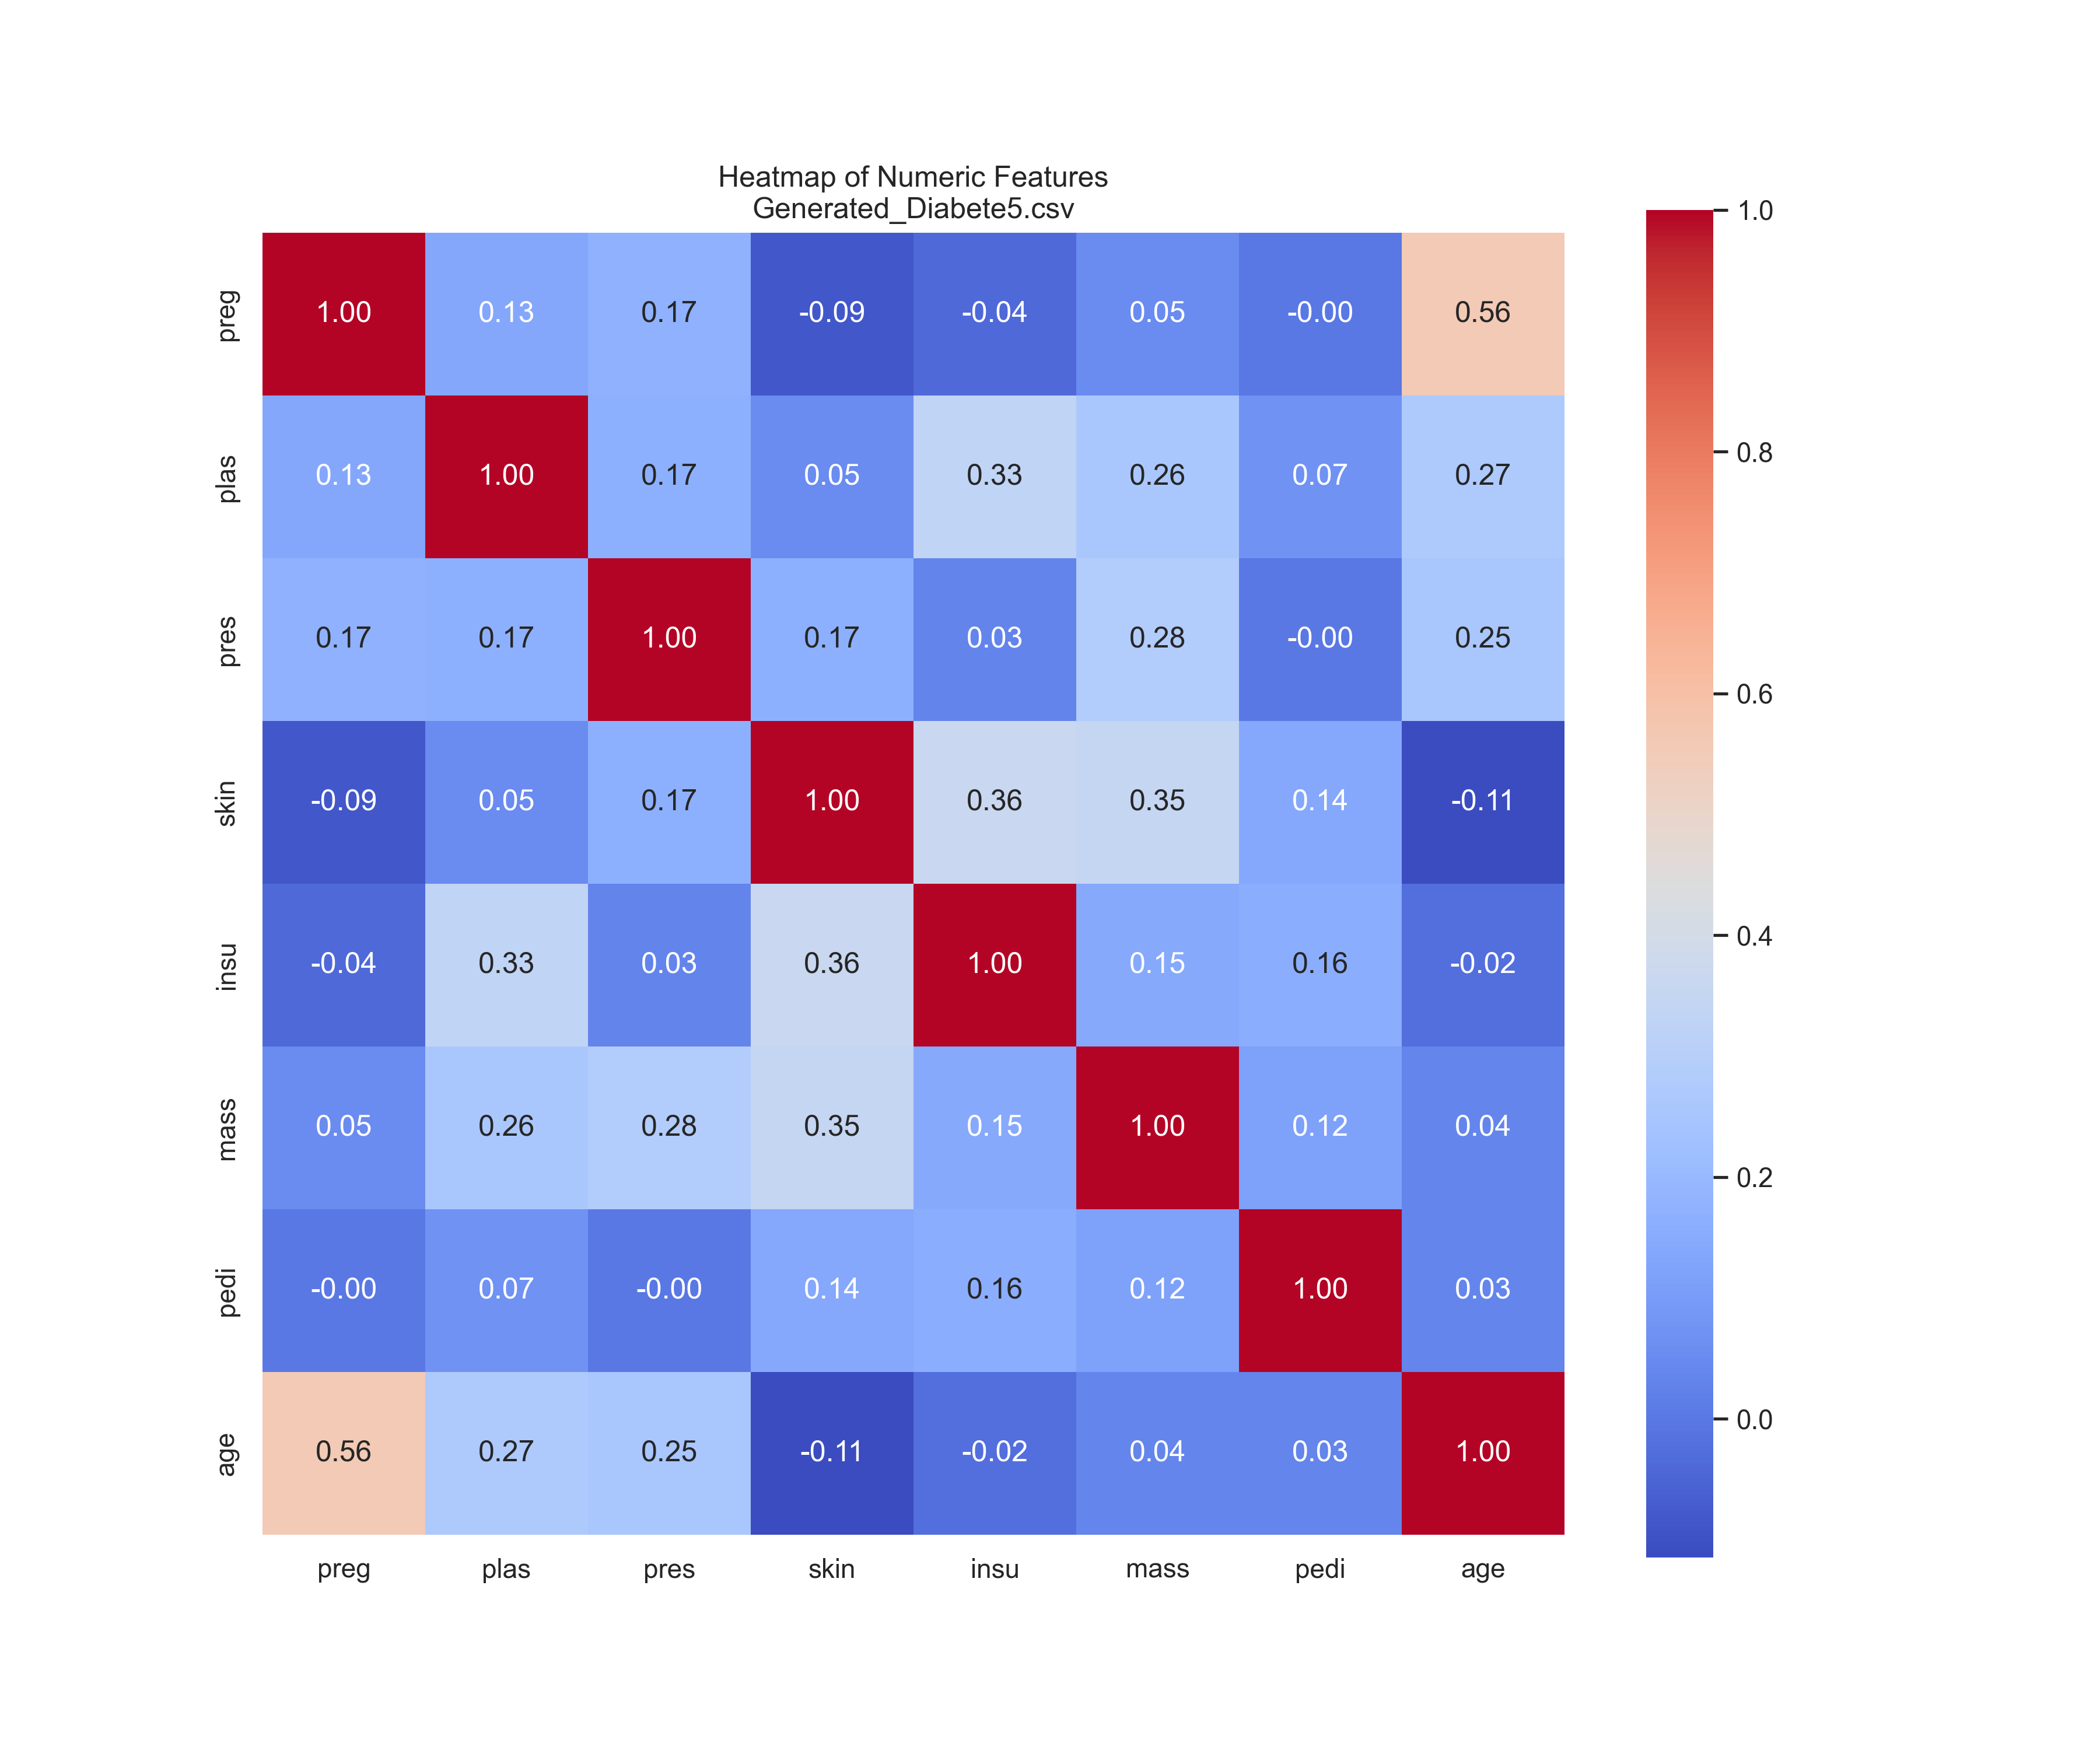 Heatmap of Numeric Features
Generated_Diabete5.csv
preg 1.00 0.13 0.17 -0.09 -0.04 0.05 -0.00 0.56
plas 0.13 1.00 0.17 0.05 0.33 0.26 0.07 0.27
pres 0.17 0.17 1.00 0.17 0.03 0.28 -0.00 0.25
skin -0.09 0.05 0.17 1.00 0.36 0.35 0.14 -0.11
insu -0.04 0.33 0.03 0.36 1.00 0.15 0.16 -0.02
mass 0.05 0.26 0.28 0.35 0.15 1.00 0.12 0.04
pedi -0.00 0.07 -0.00 0.14 0.16 0.12 1.00 0.03
age 0.56 0.27 0.25 -0.11 -0.02 0.04 0.03 1.00
preg plas pres skin insu mass pedi age
1.0
0.8
0.6
0.4
0.2
0.0